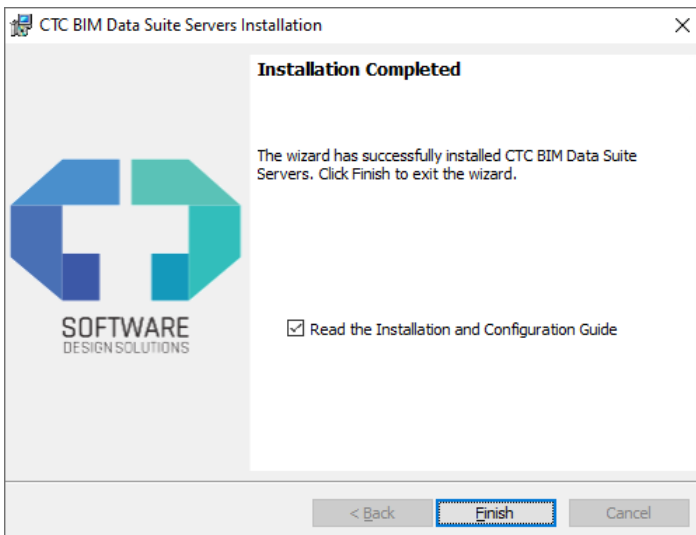 CTC BIM Data Suite Servers Installation
Installation Completed
The wizard has successfully installed CTC BIM Data Suite
Servers. Click Finish to exit the wizard.
SOFTWARE
DESIGN SOLUTIONS
Read the Installation and Configuration Guide
< Back
Finish
Cancel